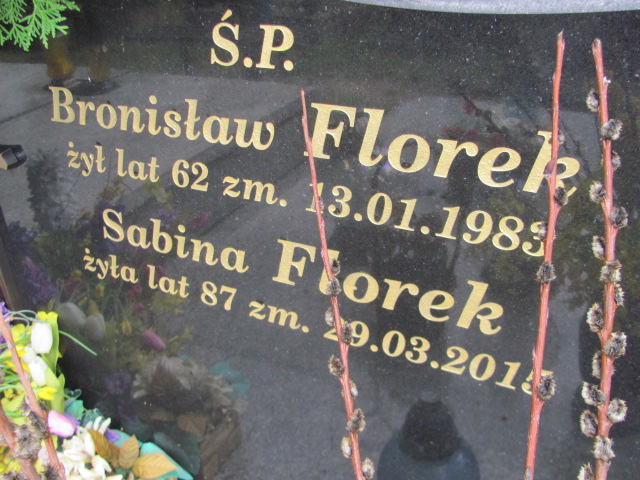 Ś.P.
Bronisław Florek
żył lat 62 zm. 13.01.1983
Sabina Florek
żyła lat 87 zm. 29.03.2015